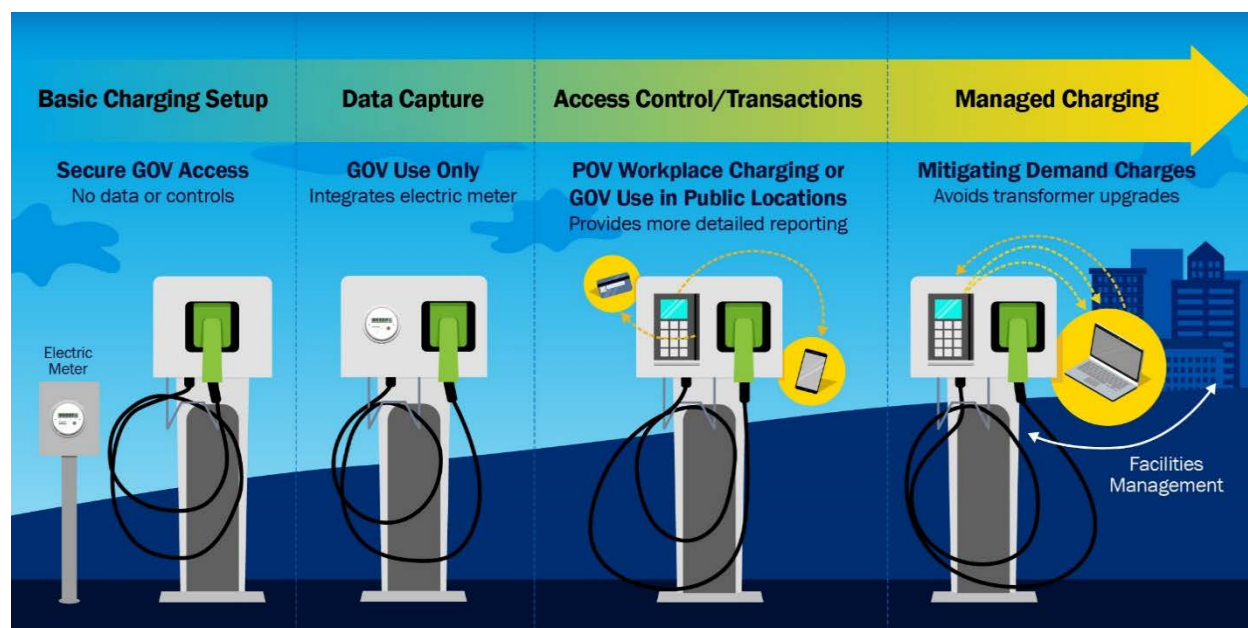 Basic Charging Setup
Data Capture
Access Control/Transactions
Managed Charging
Secure GOV Access
No data or controls
GOV Use Only
Integrates electric meter
POV Workplace Charging or
GOV Use in Public Locations
Provides more detailed reporting
Mitigating Demand Charges
Avoids transformer upgrades
Electric
Meter
Facilities
Management